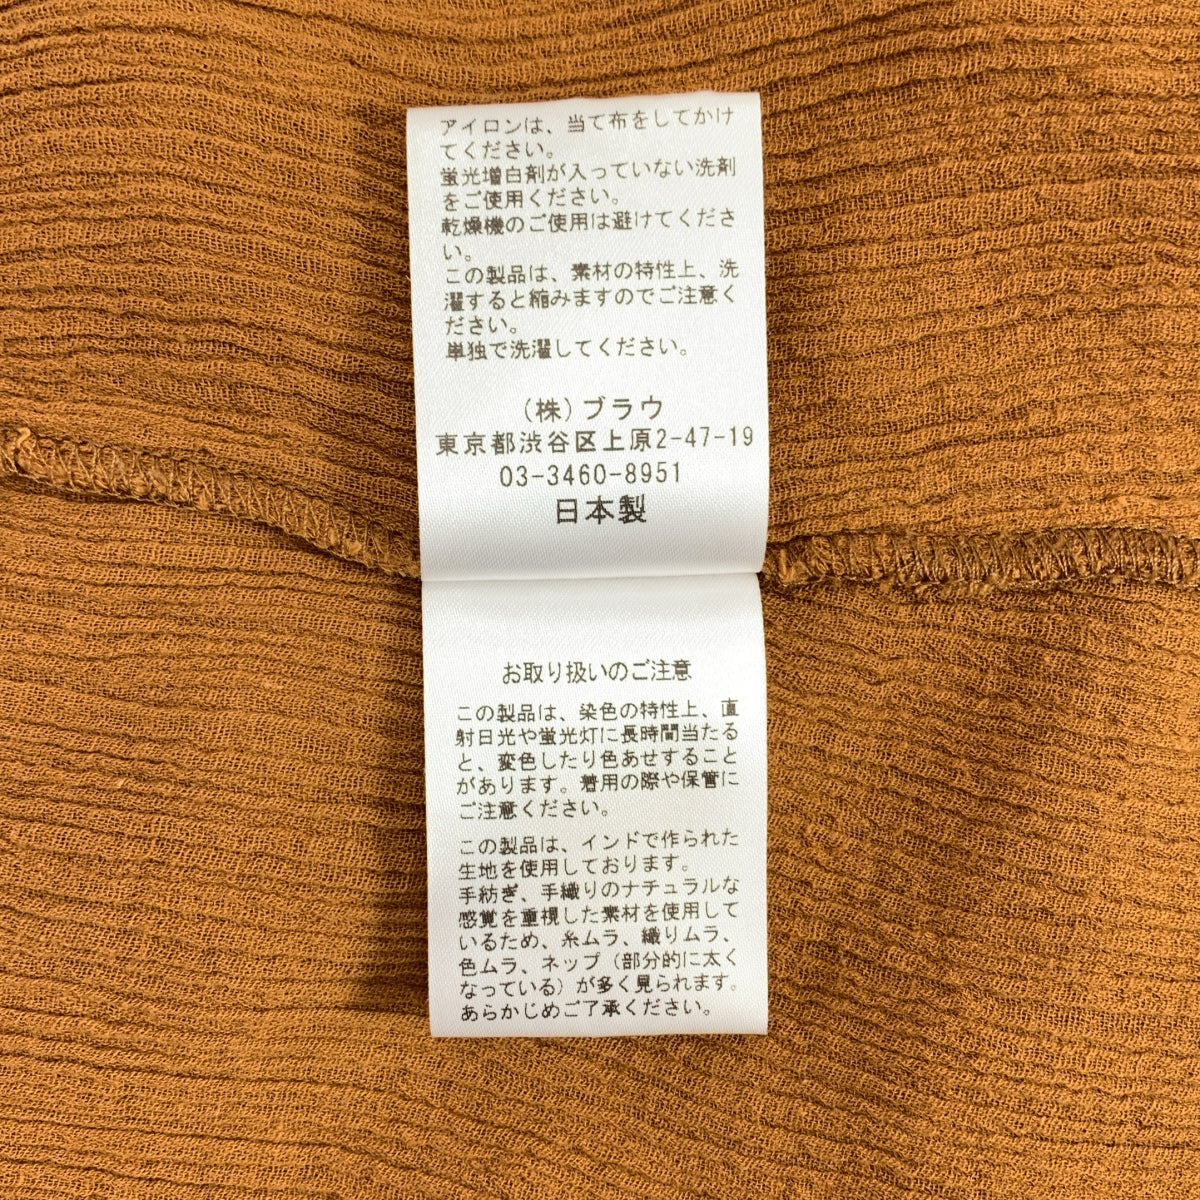 アイロンは、当て布をしてかけ
てください。
蛍光増白剤が入っていない洗剤
をご使用ください。
乾燥機のご使用は避けてくださ
い。
この製品は、素材の特性上、洗
濯すると縮みますのでご注意く
ださい。
単独で洗濯してください。
(株)ブラウ
東京都渋谷区上原2-47-19
03-3460-8951
日本製
お取り扱いのご注意
この製品は、染色の特性上、直
射日光や蛍光灯に長時間当たる
と、変色したり色あせすること
があります。着用の際や保管に
ご注意ください。
この製品は、インドで作られた
生地を使用しております。
手紡ぎ、手織りのナチュラルな
感覚を重視した素材を使用して
いるため、糸ムラ、織りムラ、
色ムラ、ネップ(部分的に太く
なっている)が多く見られます。
あらかじめご了承ください。